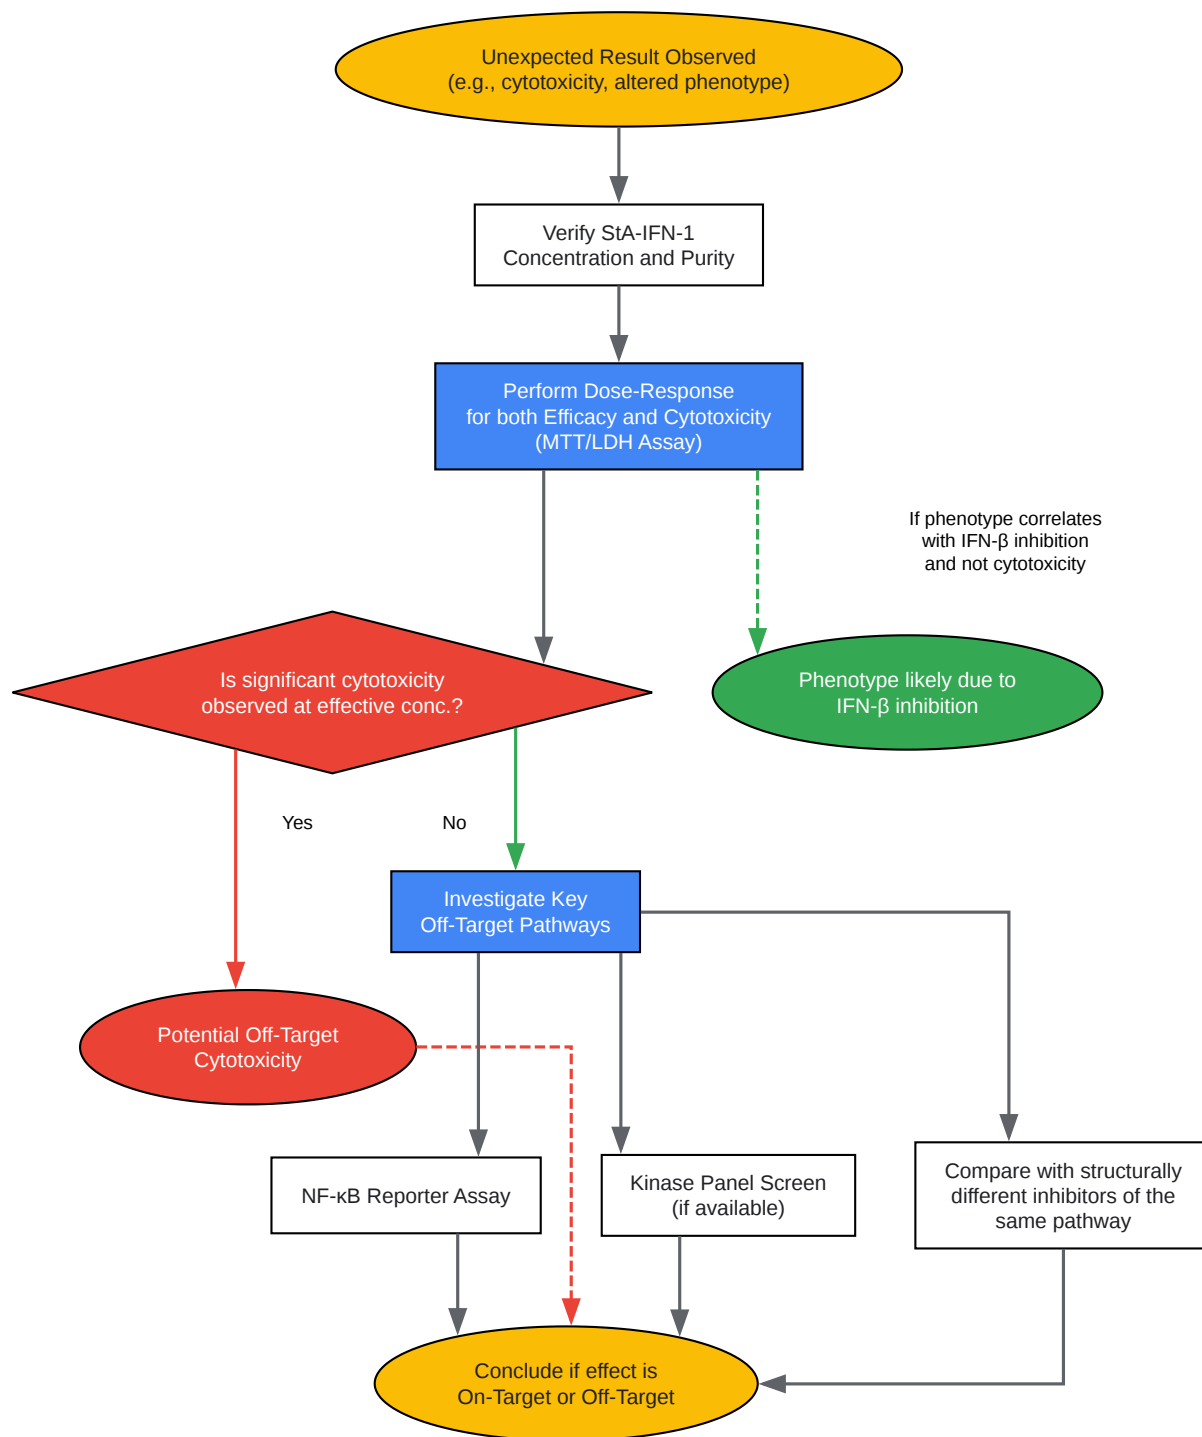 Unexpected Result Observed
(e.g., cytotoxicity, altered phenotype)
Verify StA-IFN-1
Concentration and Purity
Perform Dose-Response
for both Efficacy and Cytotoxicity
(MTT/LDH Assay)
If phenotype correlates
with IFN-β inhibition
and not cytotoxicity
Is significant cytotoxicity
observed at effective conc.?
Phenotype likely due to
IFN-β inhibition
Yes
No
Investigate Key
Off-Target Pathways
Potential Off-Target
Cytotoxicity
NF-κB Reporter Assay
Kinase Panel Screen
(if available)
Compare with structurally
different inhibitors of the
same pathway
Conclude if effect is
On-Target or Off-Target